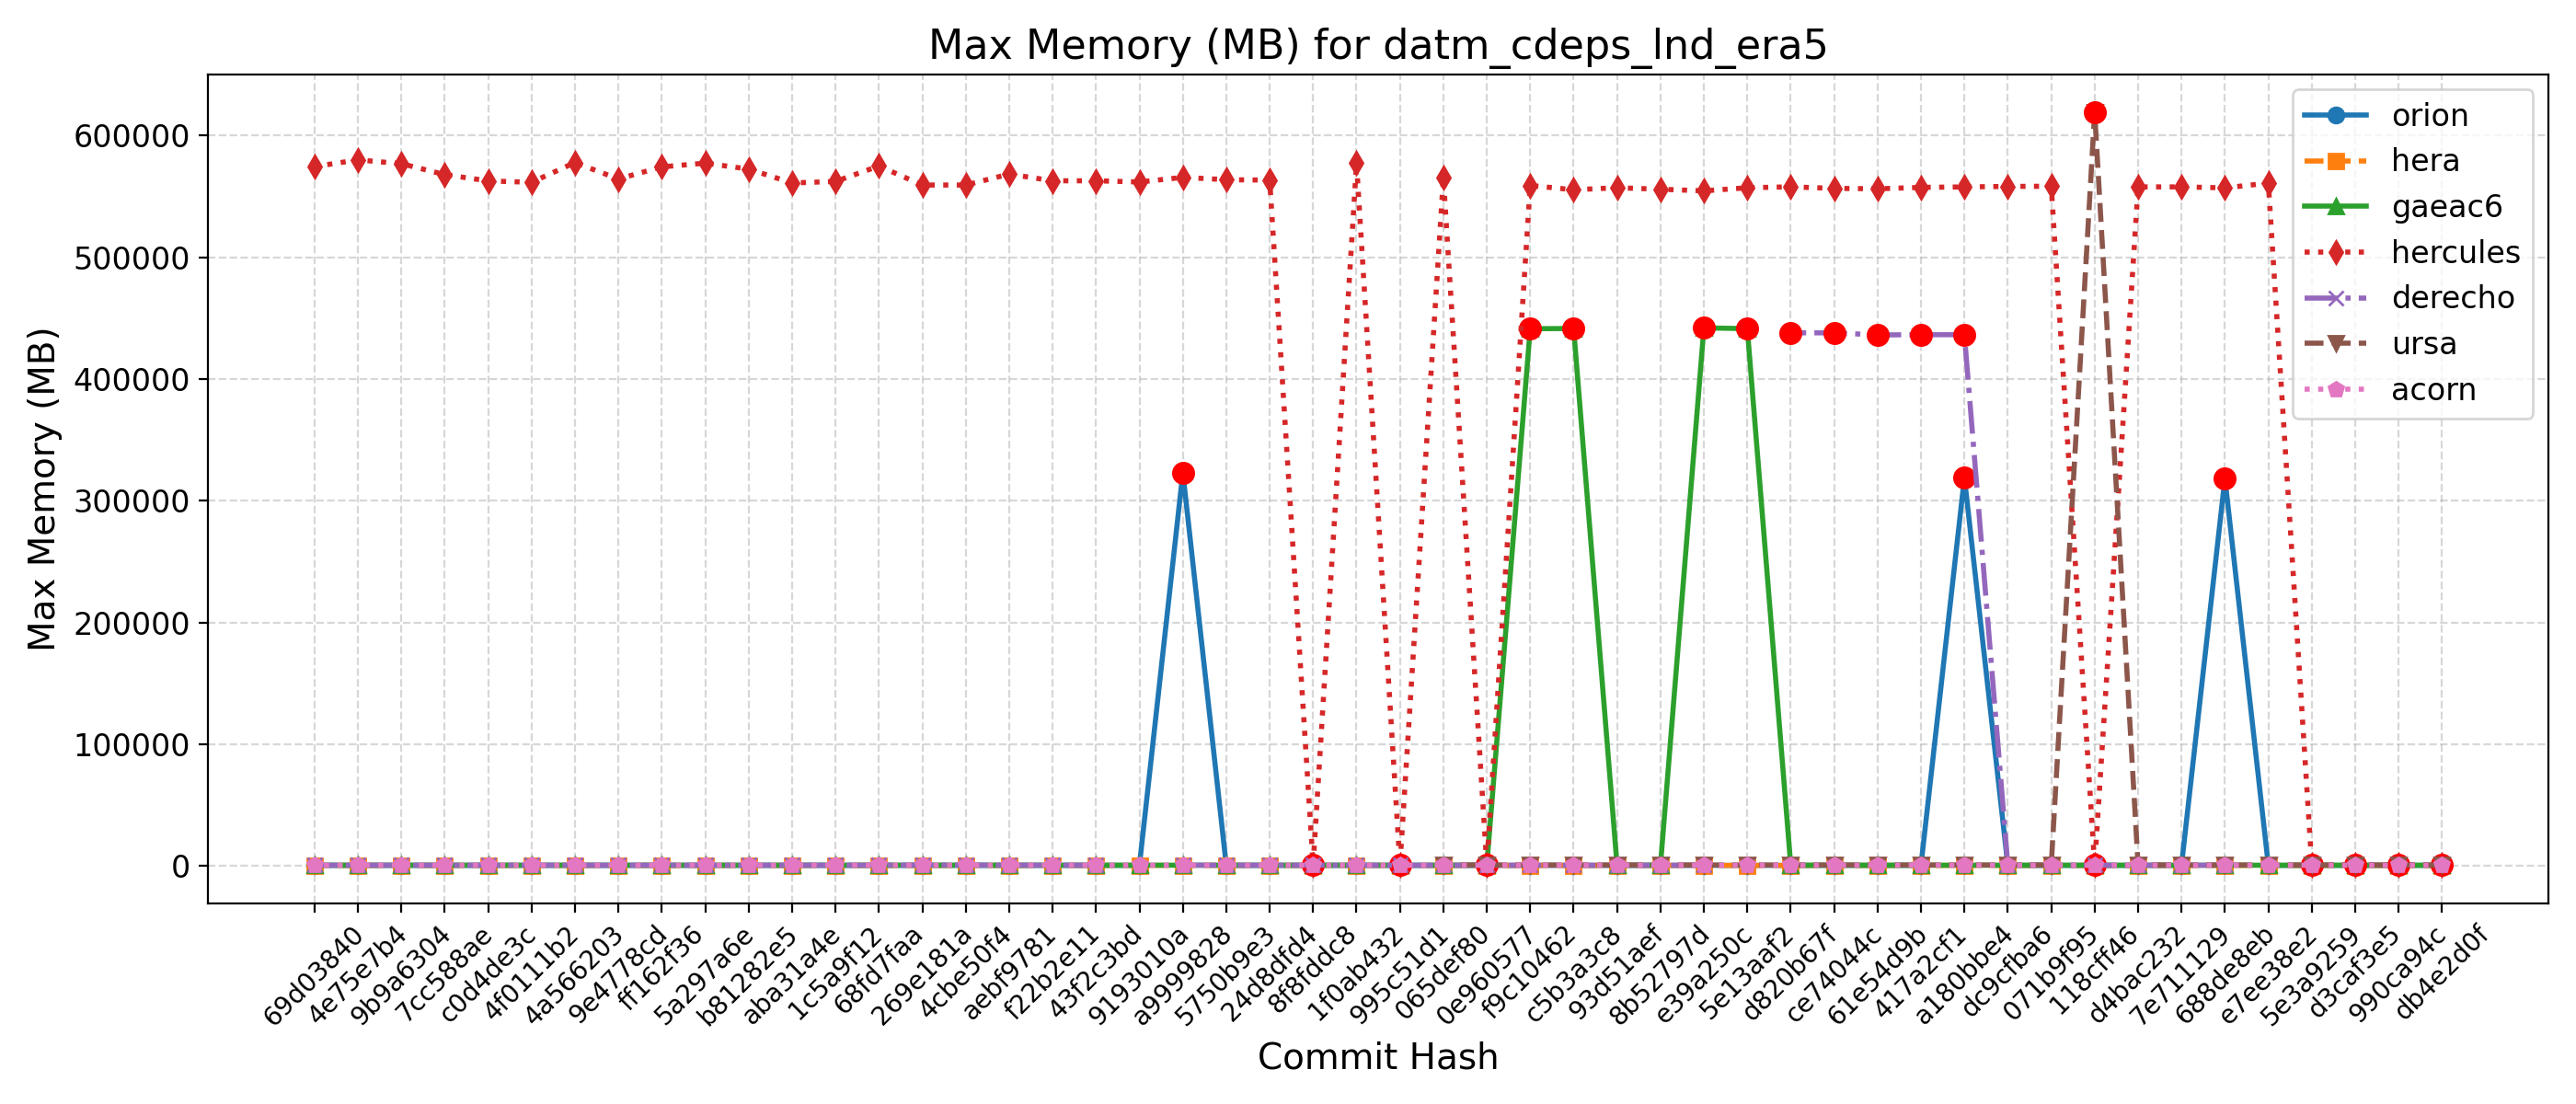 Max Memory (MB) for datm_cdeps_lnd_era5
Max Memory (MB)
600000
500000
400000
300000
200000
100000
0
orion
hera
gaeac6
hercules
derecho
ursa
acorn
69d03840
4e75e7b4
9b9a6304
7cc588ae
c0d4de3c
4f0111b2
4a566203
9e4778cd
ff162f36
5a297a6e
b81282e5
aba31a4e
1c5a9f12
68fd7faa
269e181a
4cbe50f4
aebf9781
f22b2e11
43f2c3bd
9193010a
a9999828
5750b9e3
24d8dfd4
8f8fddc8
1f0ab432
995c51d1
065def80
0e960577
f9c10462
c5b3a3c8
93d51aef
8b52797d
e39a250c
5e13aaf2
d820b67f
ce74044c
61e54d9b
417a2cf1
a180bbe4
dc9cfba6
071b9f95
118cff46
d4bac232
7e711129
688de8eb
e7ee38e2
5e3a9259
d3caf3e5
990ca94c
db4e2d0f
Commit Hash